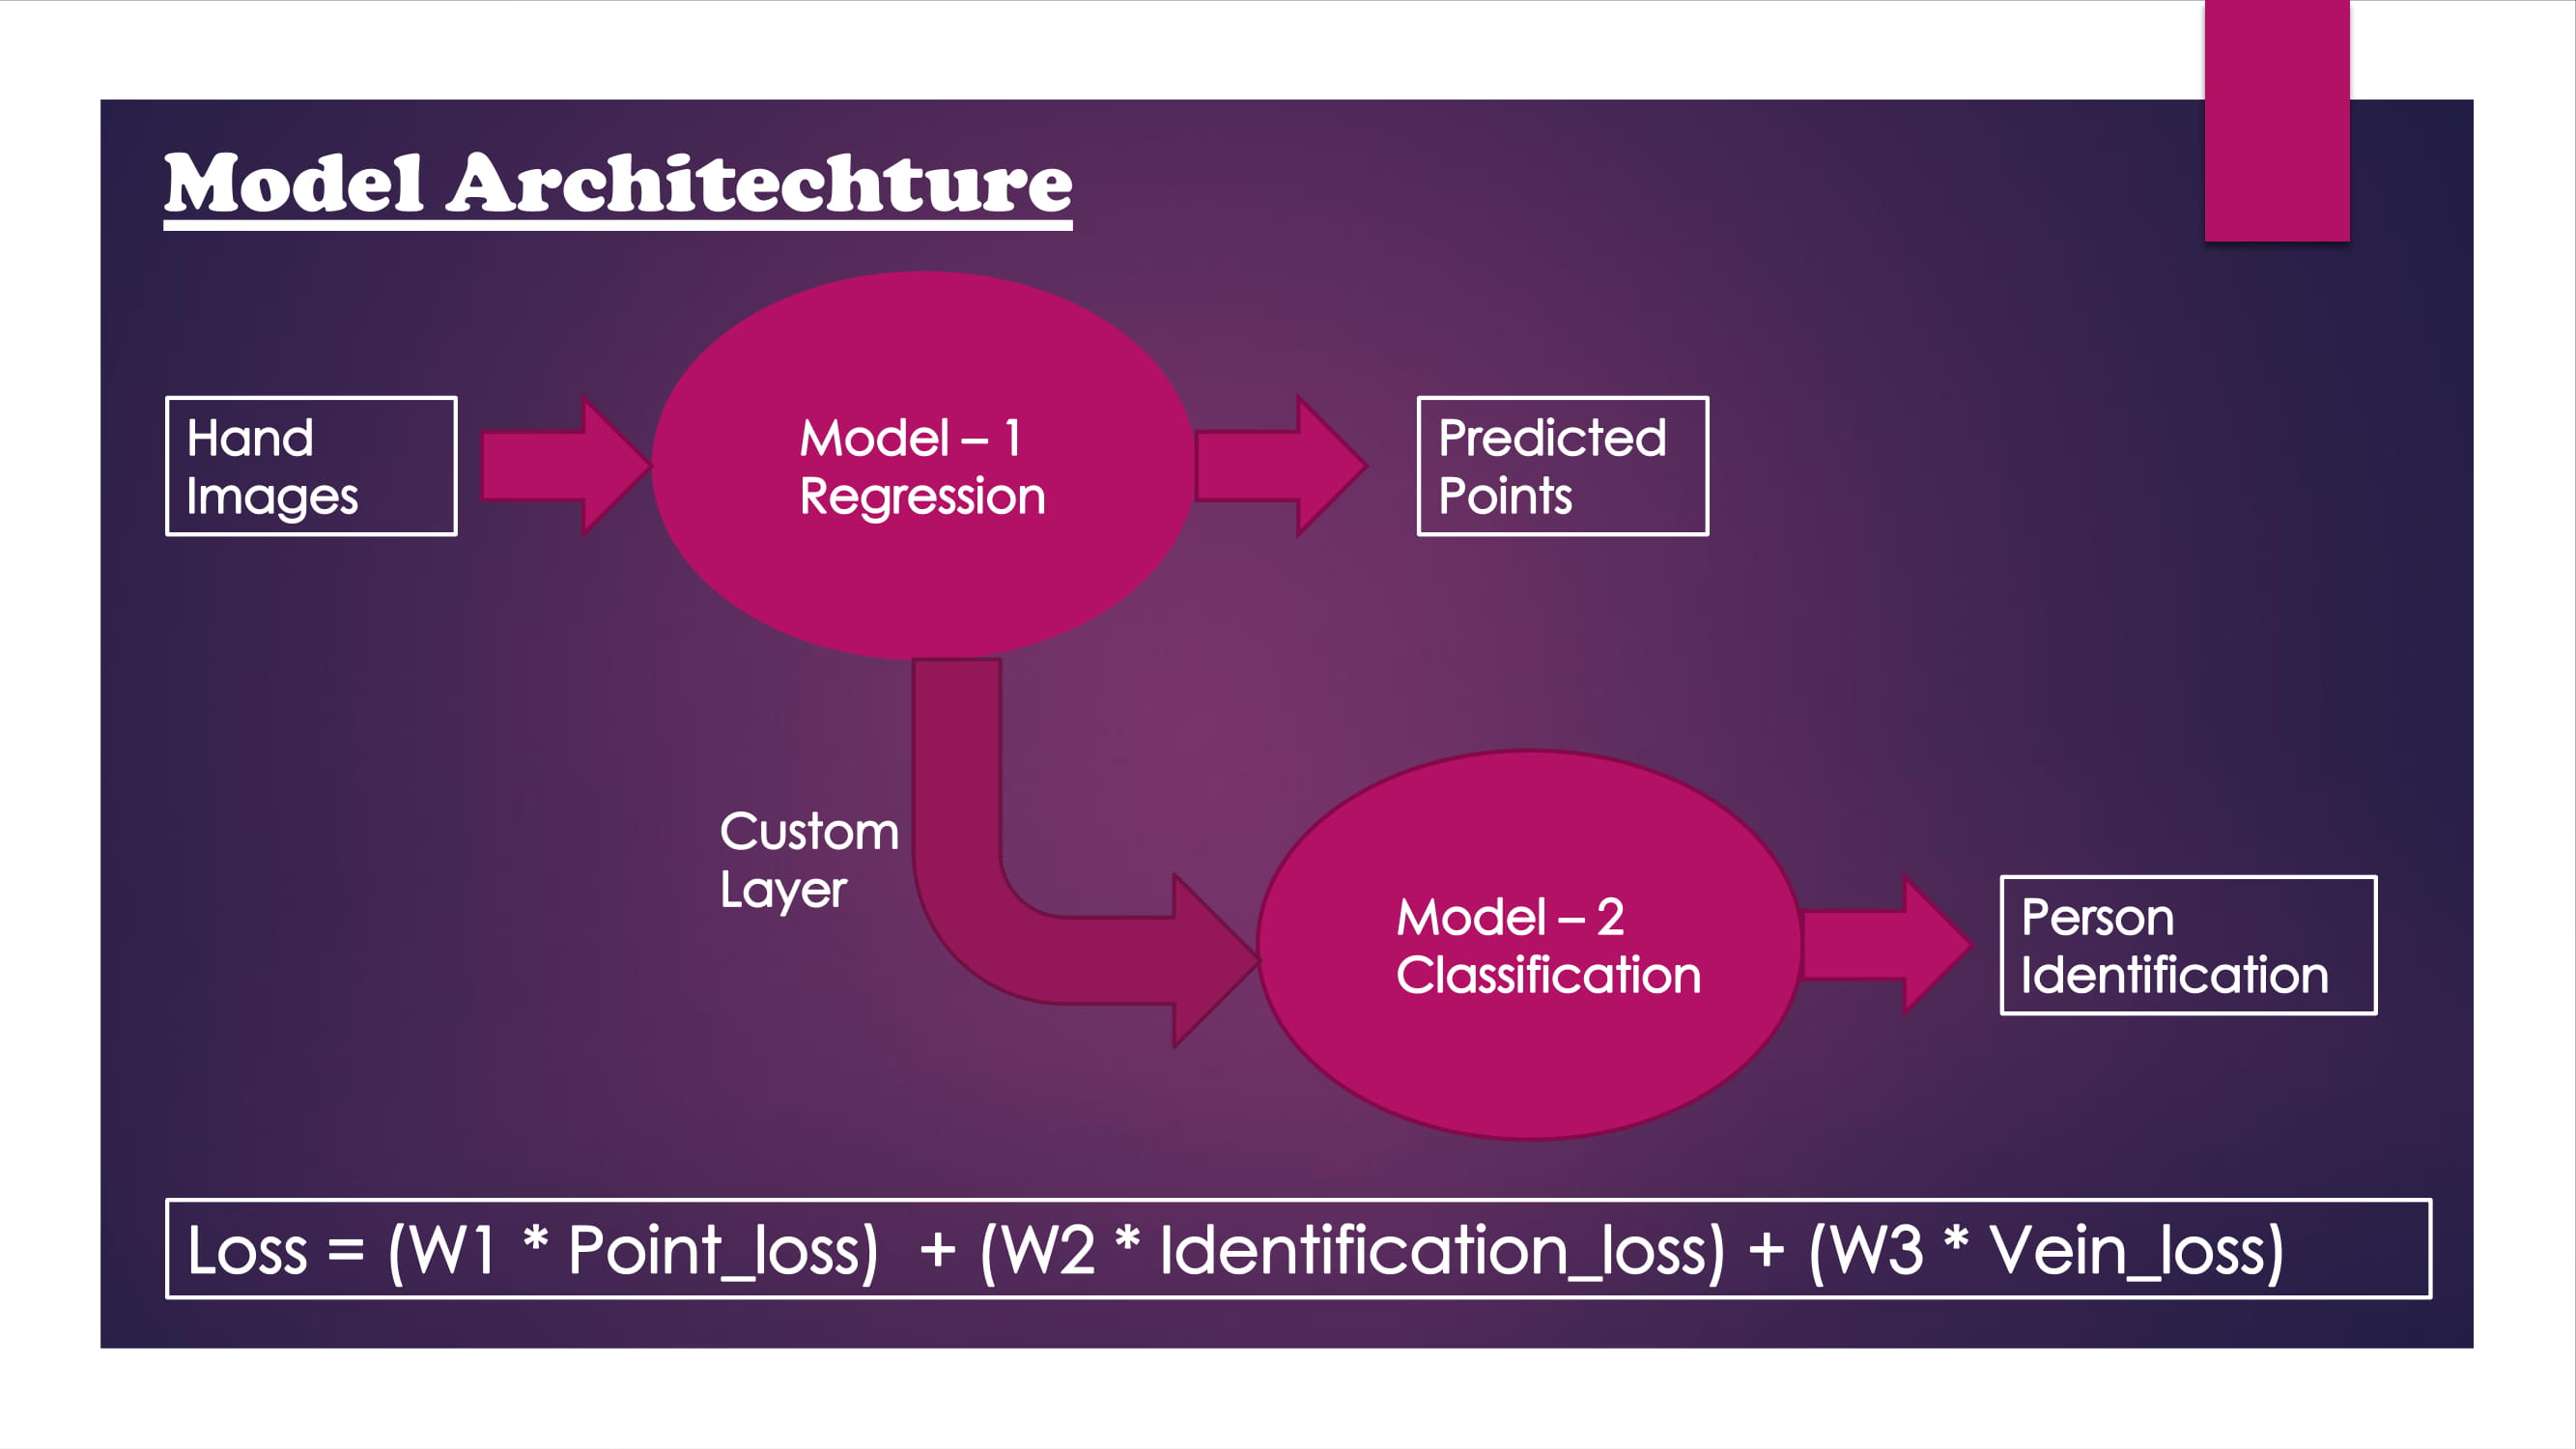 Model Architechture
Hand
Images
Model – 1
Regression
Predicted
Points
Custom
Layer
Model – 2
Classification
Person
Identification
Loss = (W1 * Point_loss)  + (W2 * Identification_loss) + (W3 * Vein_loss)